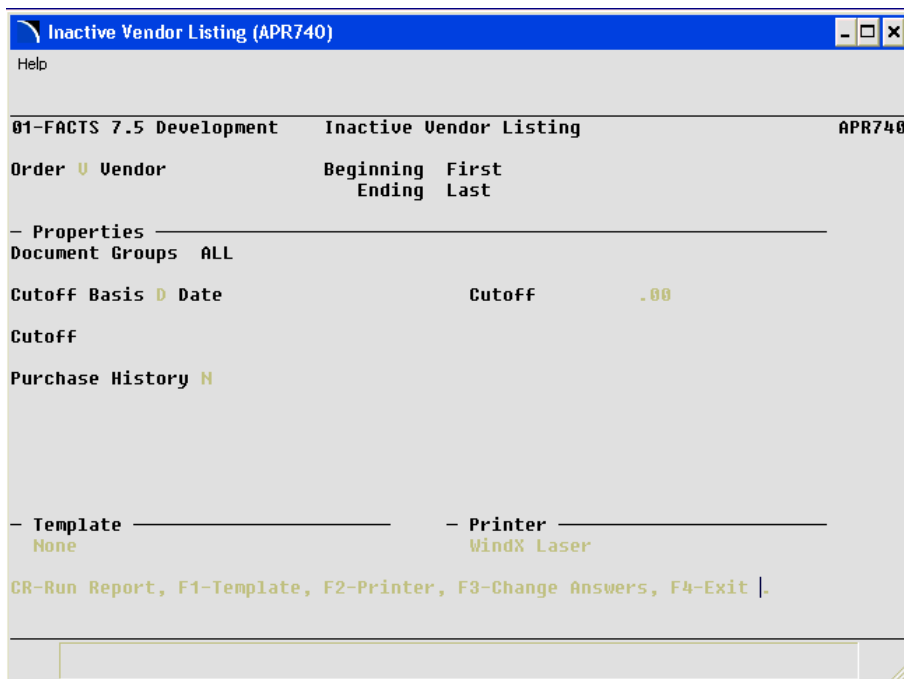 Inactive Vendor Listing (APR740)
Help
01-FACTS 7.5 Development Inactive Vendor Listing APR740
Order V Vendor Beginning First
Ending Last
Properties
Document Groups ALL
Cutoff Basis D Date Cutoff .00
Cutoff
Purchase History N
Template Printer
None WindX Laser
CR-Run Report, F1-Template, F2-Printer, F3-Change Answers, F4-Exit .